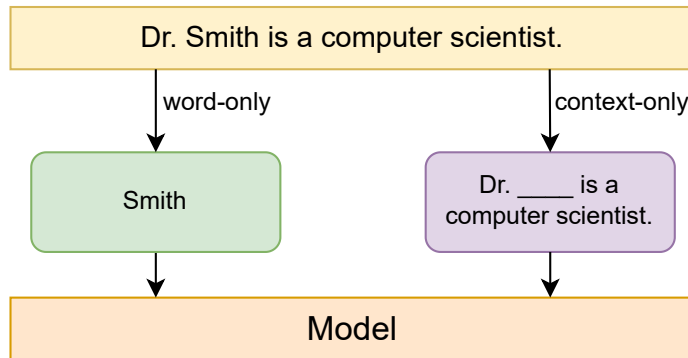 Dr. Smith is a computer scientist.
word-only
context-only
Smith
Dr. ____ is a
computer scientist.
Model